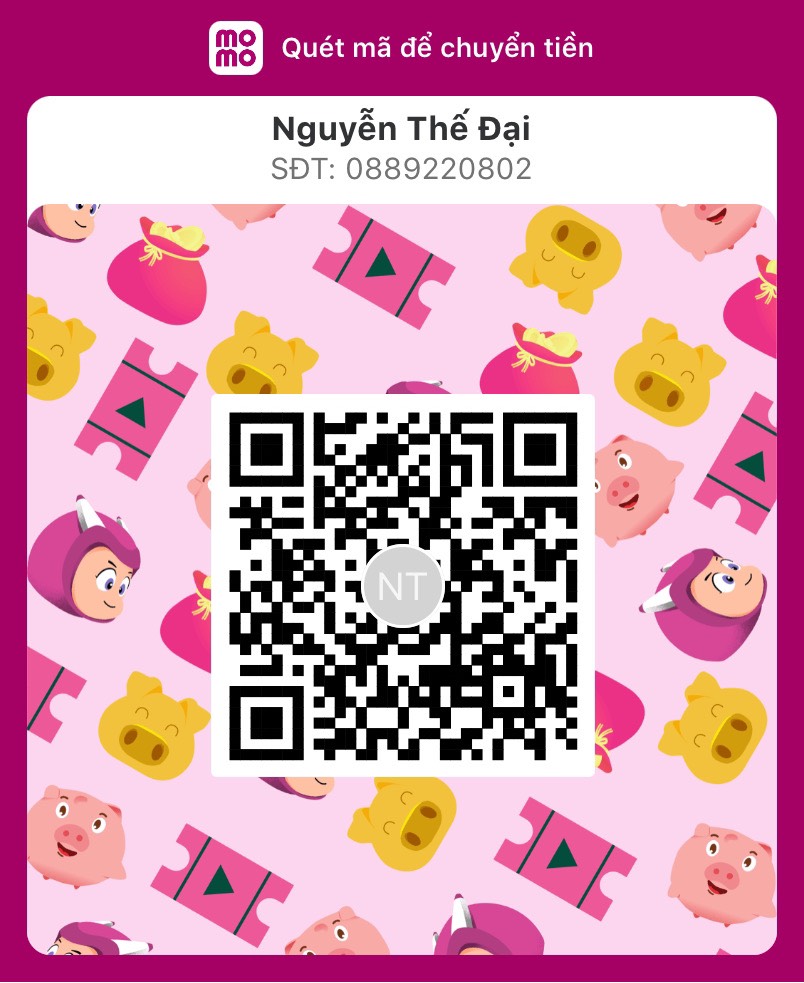 mo
mo
Quét mã để chuyển tiền
Nguyễn Thế Đại
SĐT: 0889220802
NT